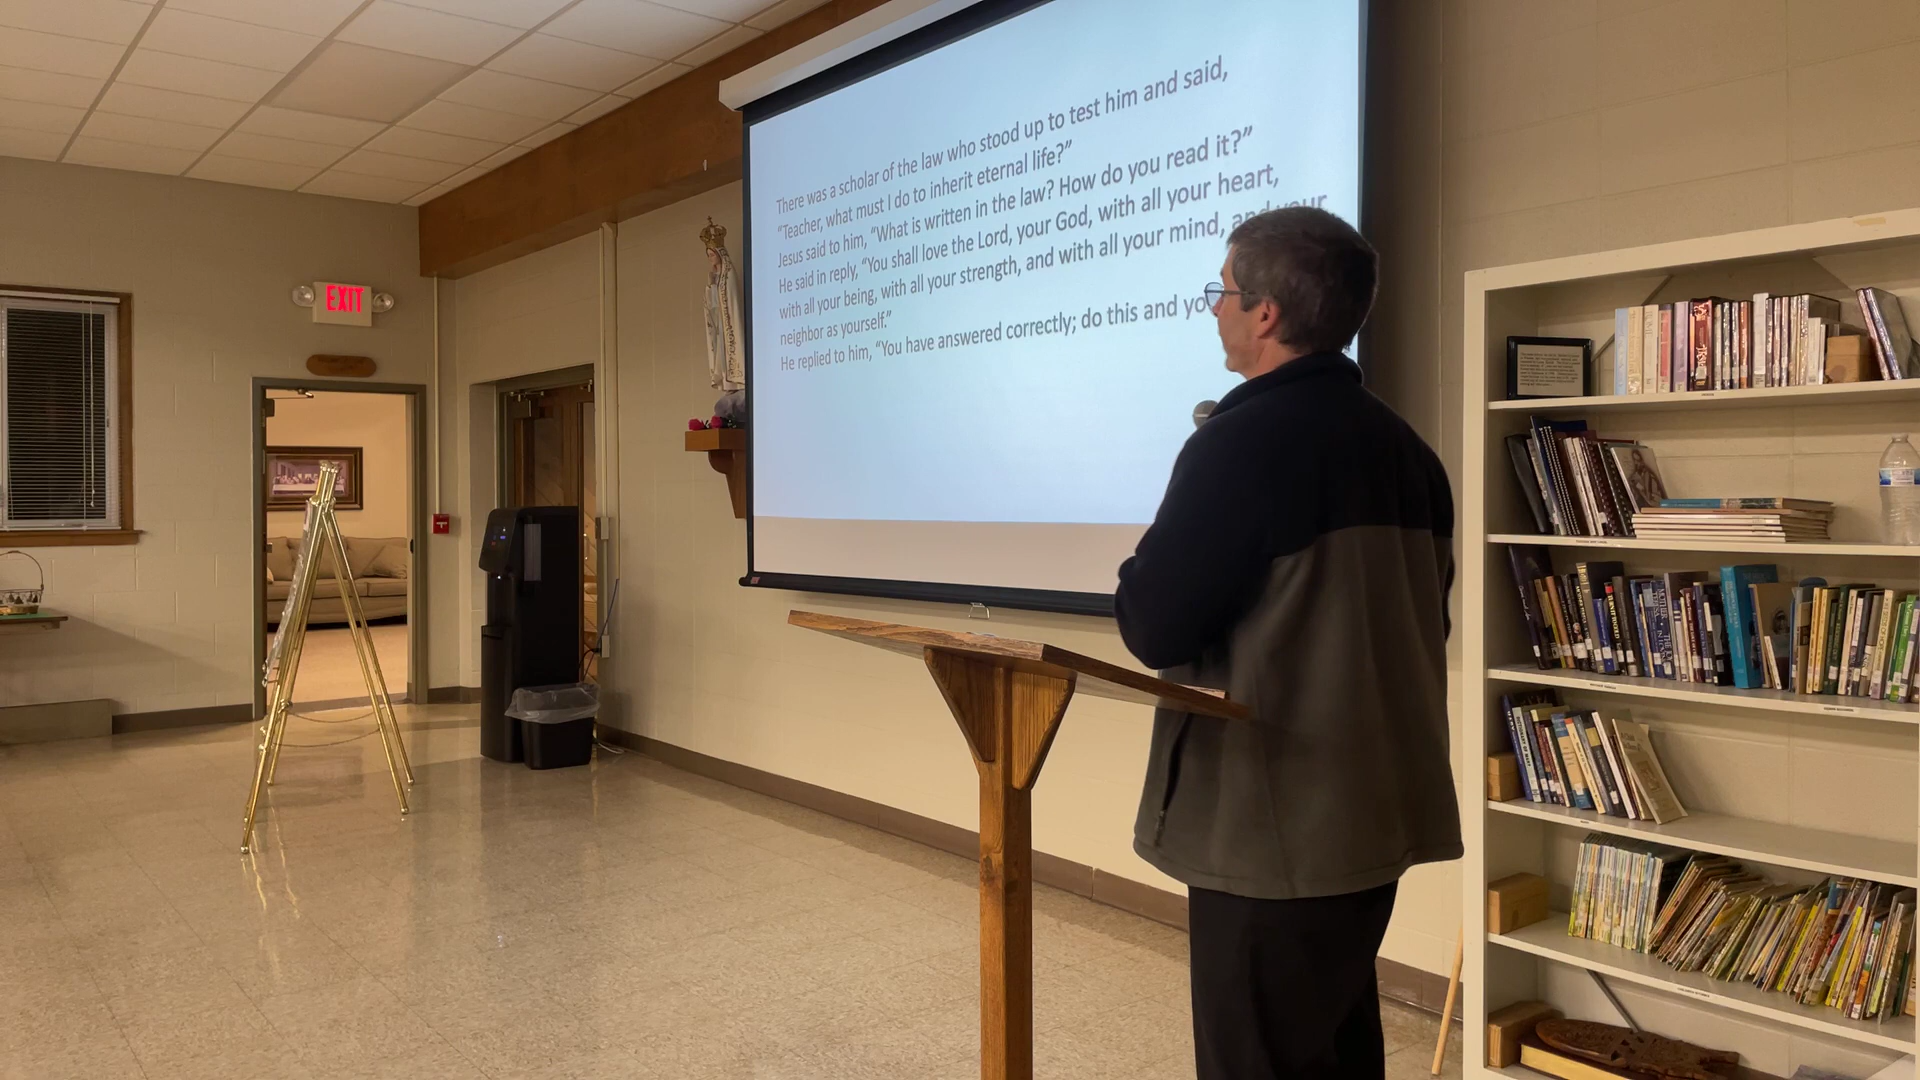 There was a scholar of the law who stood up to test him and said,
“Teacher, what must I do to inherit eternal life?”
Jesus said to him, “What is written in the law? How do you read it?”
He said in reply, “You shall love the Lord, your God, with all your heart,
with all your being, with all your strength, and with all your mind, and your
neighbor as yourself.”
He replied to him, “You have answered correctly; do this and yo
EXIT